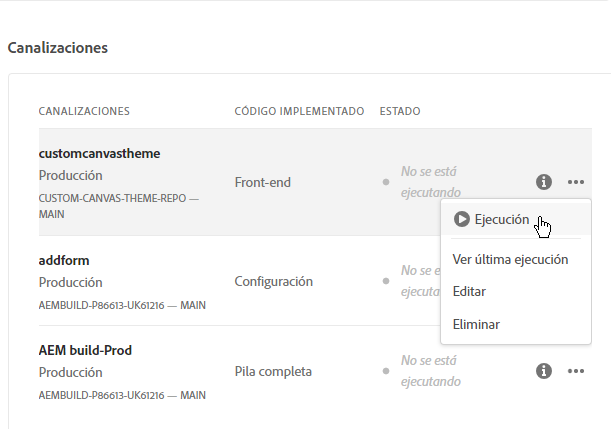 Canalizaciones
CANALIZACIONES CÓDIGO IMPLEMENTADO ESTADO
customcanvastheme
Producción
CUSTOM-CANVAS-THEME-REPO —
MAIN
Front-end
No se está
ejecutando
Ejecución
Ver última ejecución
Editar
Eliminar
addform
Producción
AEMBUILD-P86613-UK61216 — MAIN
Configuración
No se e
ejecuta
AEM build-Prod
Producción
AEMBUILD-P86613-UK61216 — MAIN
Pila completa
No se está
ejecutando